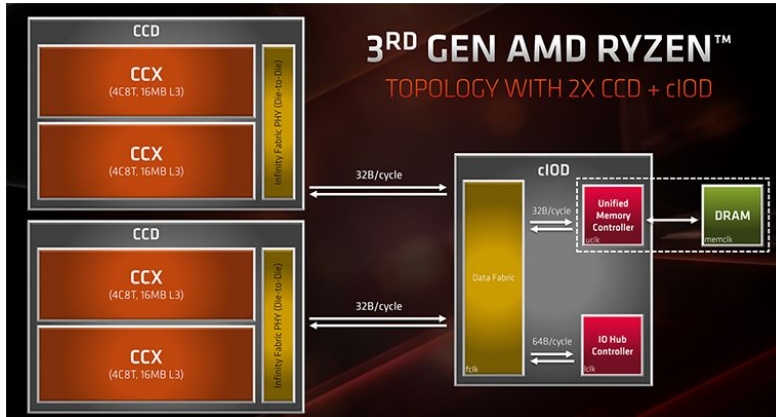 3RD GEN AMD RYZEN™
TOPOLOGY WITH 2X CCD + cIOD
CCD
CCX
(4C8T, 16MB L3)
CCX
(4C8T, 16MB L3)
Infinity Fabric PHY (Die-to-Die)
32B/cycle
CCD
CCX
(4C8T, 16MB L3)
CCX
(4C8T, 16MB L3)
Infinity Fabric PHY (Die-to-Die)
32B/cycle
cIOD
Data Fabric
fclk
32B/cycle
Unified
Memory
Controller
uclk
DRAM
memclk
64B/cycle
IO Hub
Controller
lclk